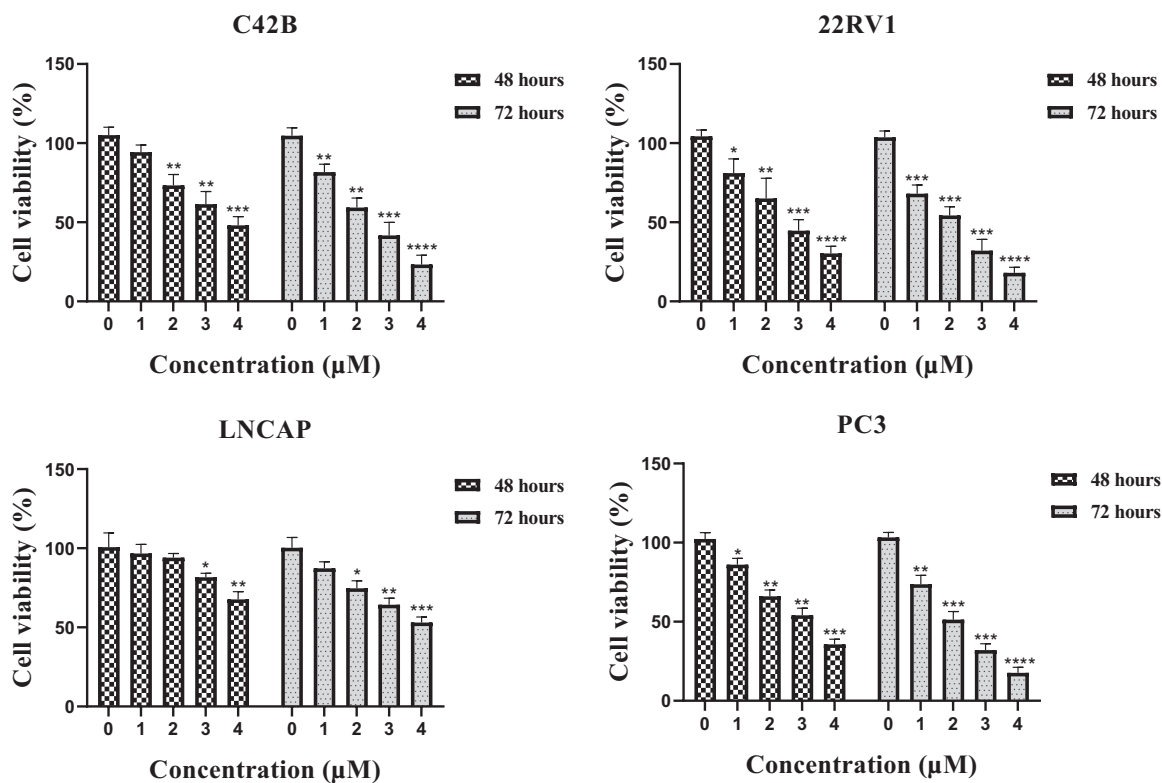 C42B
150
100
50
0
Cell viability (%)
** ** *** ** ** *** ****
0 1 2 3 4 0 1 2 3 4
Concentration (µM)
48 hours
72 hours
22RV1
150
100
50
0
Cell viability (%)
* ** *** **** *** *** *** ****
0 1 2 3 4 0 1 2 3 4
Concentration (µM)
48 hours
72 hours
LNCAP
150
100
50
0
Cell viability (%)
* ** * ** ***
0 1 2 3 4 0 1 2 3 4
Concentration (µM)
48 hours
72 hours
PC3
150
100
50
0
Cell viability (%)
* ** ** *** ** *** *** ****
0 1 2 3 4 0 1 2 3 4
Concentration (µM)
48 hours
72 hours